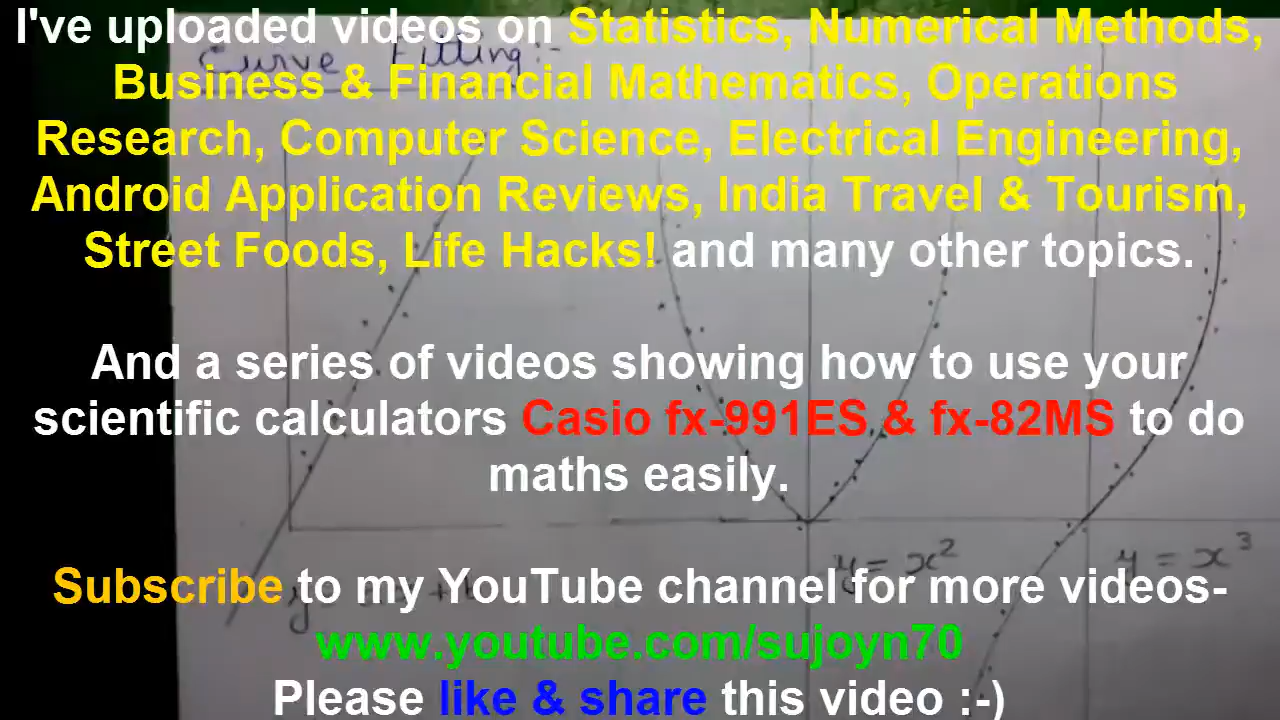 I've uploaded videos on Statistics, Numerical Methods,
Business & Financial Mathematics, Operations
Research, Computer Science, Electrical Engineering,
Android Application Reviews, India Travel & Tourism,
Street Foods, Life Hacks! and many other topics.
And a series of videos showing how to use your
scientific calculators Casio fx-991ES & fx-82MS to do
maths easily.
Subscribe to my YouTube channel for more videos-
www.youtube.com/sujoyn70
Please like & share this video :-)
Curve Fitting:-
y = x²
y = x³